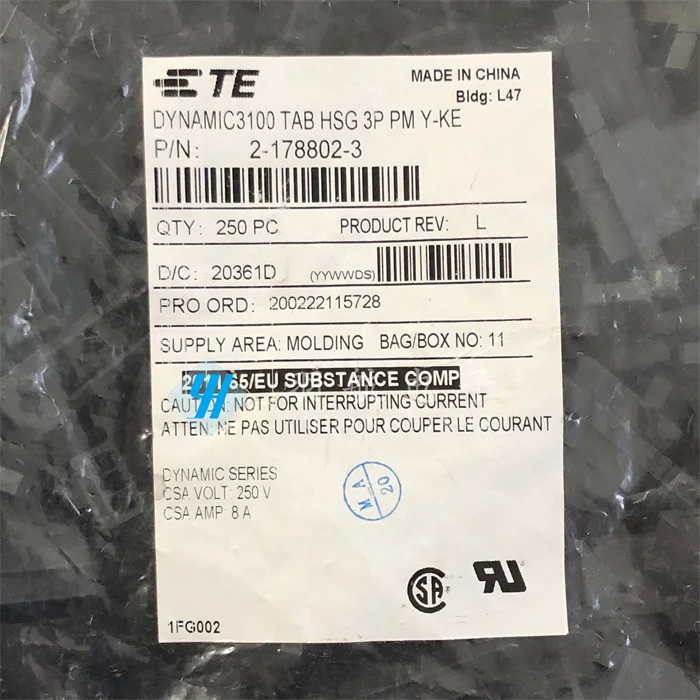 TE
MADE IN CHINA
Bldg: L47
DYNAMIC3100 TAB HSG 3P PM Y-KE
P/N: 2-178802-3
QTY: 250 PC PRODUCT REV: L
D/C: 20361D (YYWWDS)
PRO ORD: 200222115728
SUPPLY AREA: MOLDING BAG/BOX NO: 11
65/EU SUBSTANCE COMP
CAUTION: NOT FOR INTERRUPTING CURRENT
ATTEN: NE PAS UTILISER POUR COUPER LE COURANT
DYNAMIC SERIES
CSA VOLT: 250 V
CSA AMP: 8 A
M A 20
CSA
1FG002